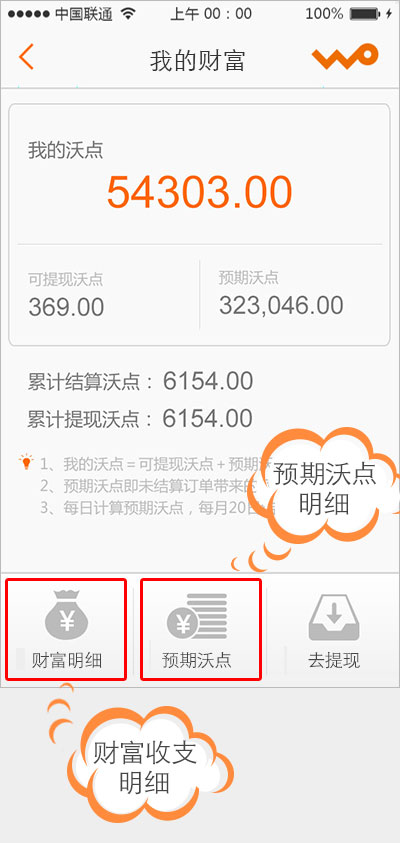 中国联通 上午 00：00 100%
我的财富
我的沃点
54303.00
可提现沃点 预期沃点
369.00 323,046.00
累计结算沃点： 6154.00
累计提现沃点： 6154.00
1、我的沃点＝可提现沃点＋预期沃
2、预期沃点即未结算订单带来的
3、每日计算预期沃点，每月20日
预期沃点
明细
财富明细 预期沃点 去提现
财富收支
明细